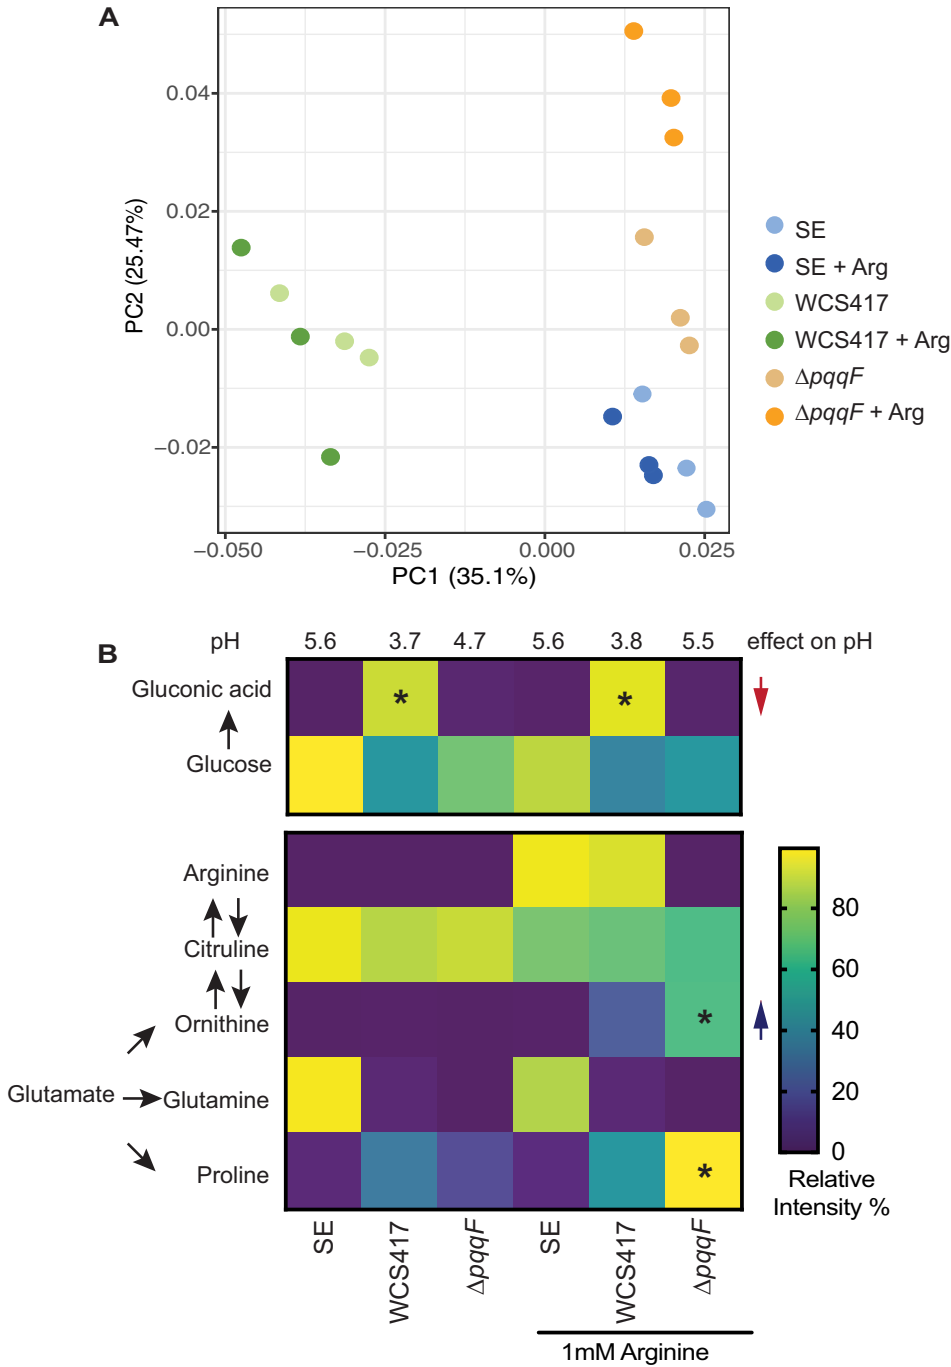 A
PC2 (25.47%)
0.04
0.02
0.00
−0.02
−0.050
−0.025
0.000
0.025
PC1 (35.1%)
SE
SE + Arg
WCS417
WCS417 + Arg
ΔpqqF
ΔpqqF + Arg
B
pH 5.6 3.7 4.7 5.6 3.8 5.5 effect on pH
Gluconic acid * *
Glucose
Arginine
Citruline
Ornithine *
Glutamate Glutamine
Proline *
80
60
40
20
0
Relative
Intensity %
SE WCS417 ΔpqqF SE WCS417 ΔpqqF
1mM Arginine